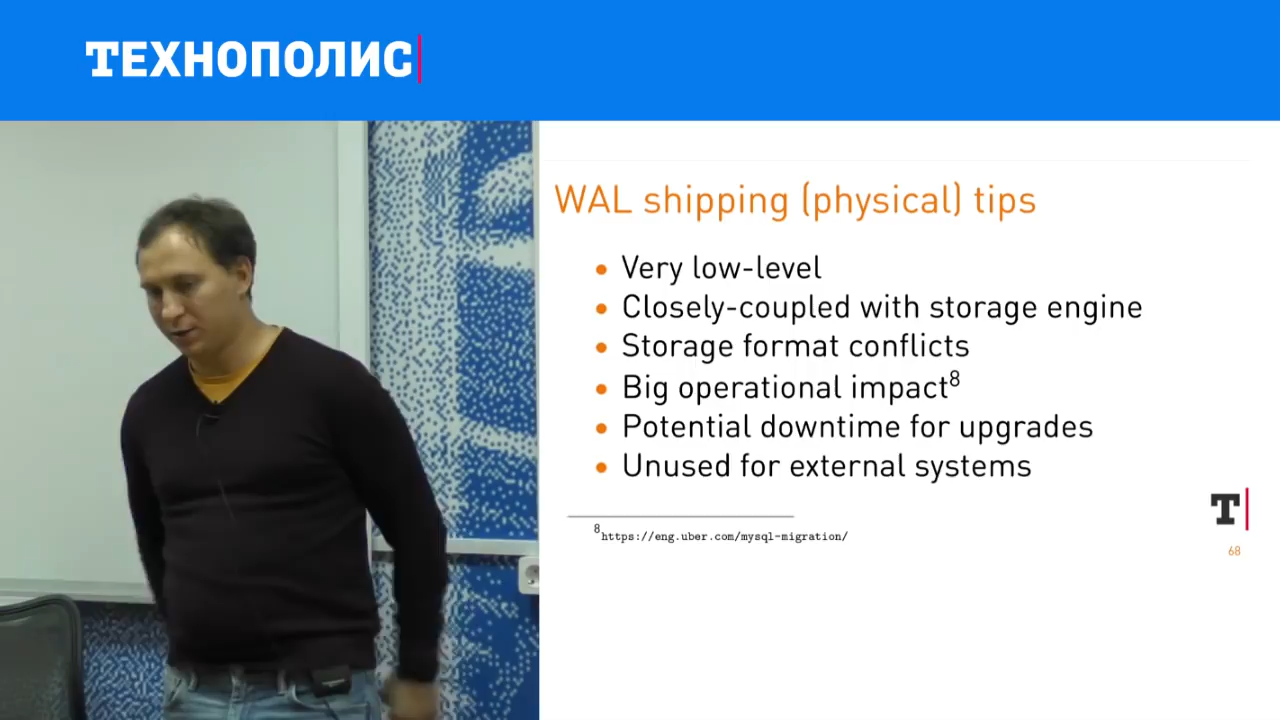 ТЕХНОПОЛИС
WAL shipping (physical) tips
• Very low-level
• Closely-coupled with storage engine
• Storage format conflicts
• Big operational impact8
• Potential downtime for upgrades
• Unused for external systems
8https://eng.uber.com/mysql-migration/
T
68